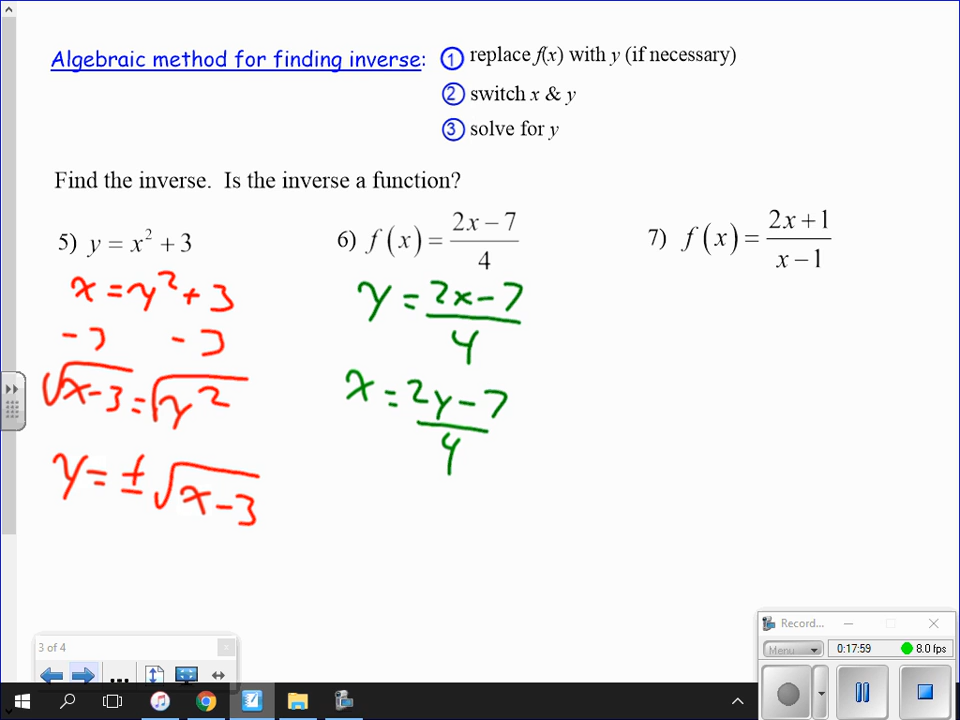 Algebraic method for finding inverse: ① replace f(x) with y (if necessary)
② switch x & y
③ solve for y
Find the inverse. Is the inverse a function?
5) y = x² + 3
x = y² + 3
-3 -3
√(x-3) = √(y²)
y = ± √(x-3)
6) f(x) = (2x - 7)/4
y = (2x - 7)/4
x = (2y - 7)/4
7) f(x) = (2x + 1)/(x - 1)
3 of 4
Record...
Menu
0:17:59
8.0 fps